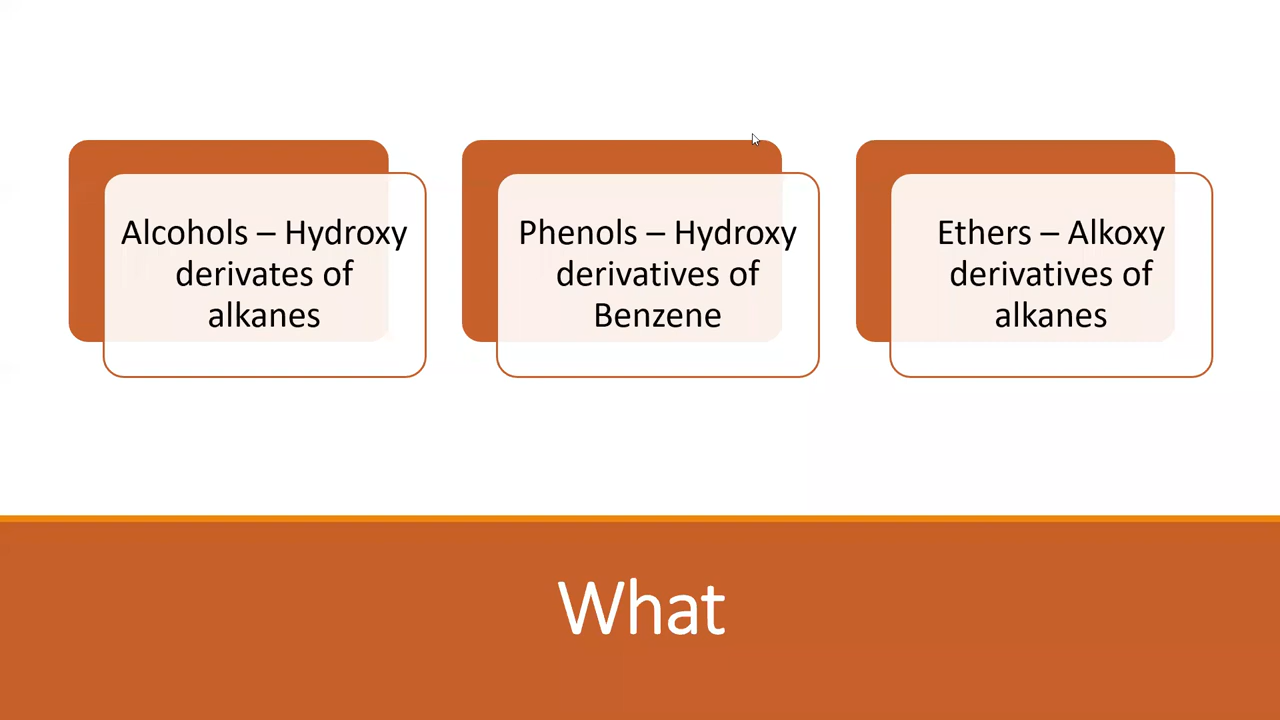 Alcohols – Hydroxy
derivates of
alkanes
Phenols – Hydroxy
derivatives of
Benzene
Ethers – Alkoxy
derivatives of
alkanes
What